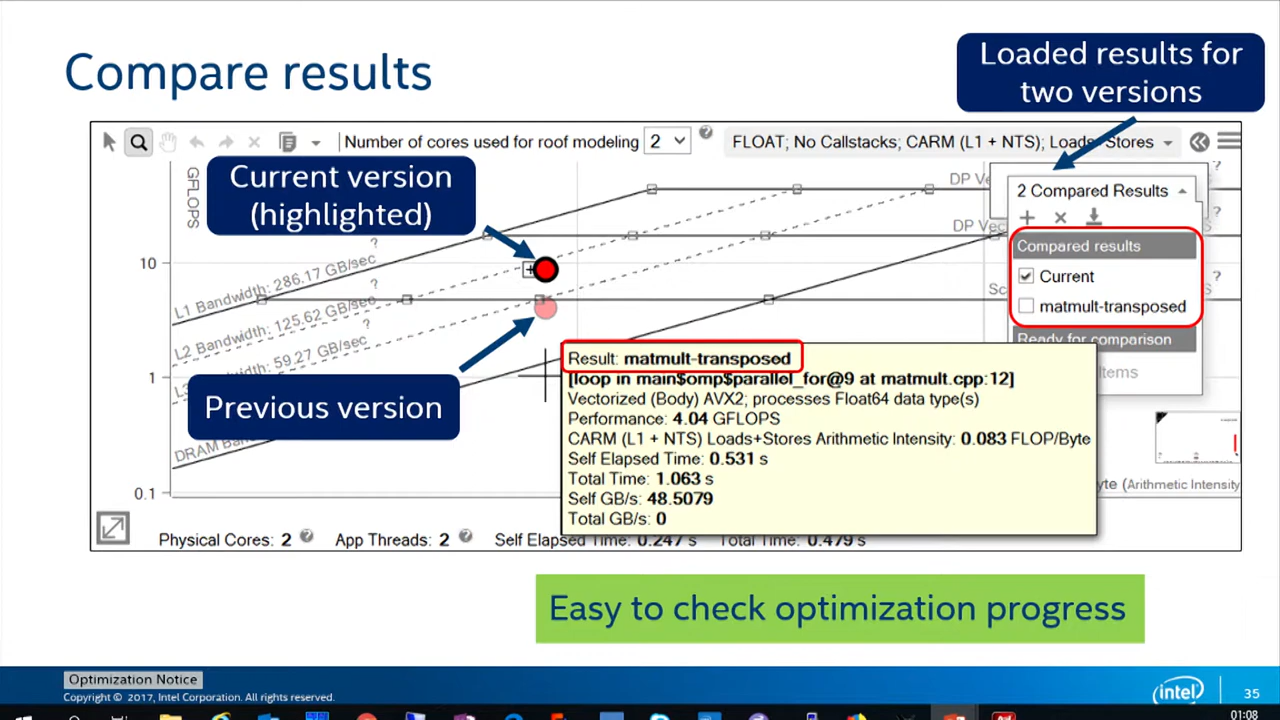 Compare results
Loaded results for
two versions
Number of cores used for roof modeling 2
FLOAT; No Callstacks; CARM (L1 + NTS); Loads+Stores
GFLOPS
Current version
(highlighted)
Previous version
10
1
0.1
L1 Bandwidth: 286.17 GB/sec
L2 Bandwidth: 125.62 GB/sec
59.27 GB/sec
DRAM
DP
DP
2 Compared Results
Compared results
Current
matmult-transposed
Ready for comparison
Result: matmult-transposed
[loop in main$omp$parallel_for@9 at matmult.cpp:12]
Vectorized (Body) AVX2; processes Float64 data type(s)
Performance: 4.04 GFLOPS
CARM (L1 + NTS) Loads+Stores Arithmetic Intensity: 0.083 FLOP/Byte
Self Elapsed Time: 0.531 s
Total Time: 1.063 s
Self GB/s: 48.5079
Total GB/s: 0
(Arithmetic Intensity
Physical Cores: 2
App Threads: 2
Self Elapsed Time: 0.247 s
Total Time: 0.479 s
Easy to check optimization progress
Optimization Notice
Copyright © 2017, Intel Corporation. All rights reserved.
intel
35
01:08